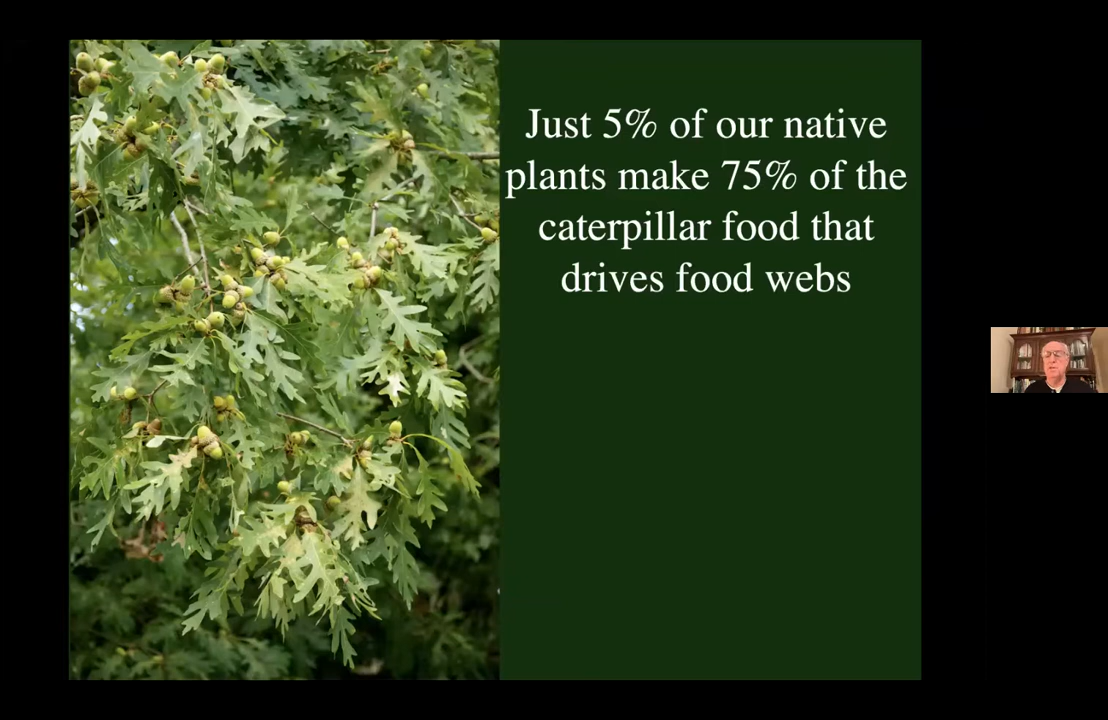 Just 5% of our native
plants make 75% of the
caterpillar food that
drives food webs